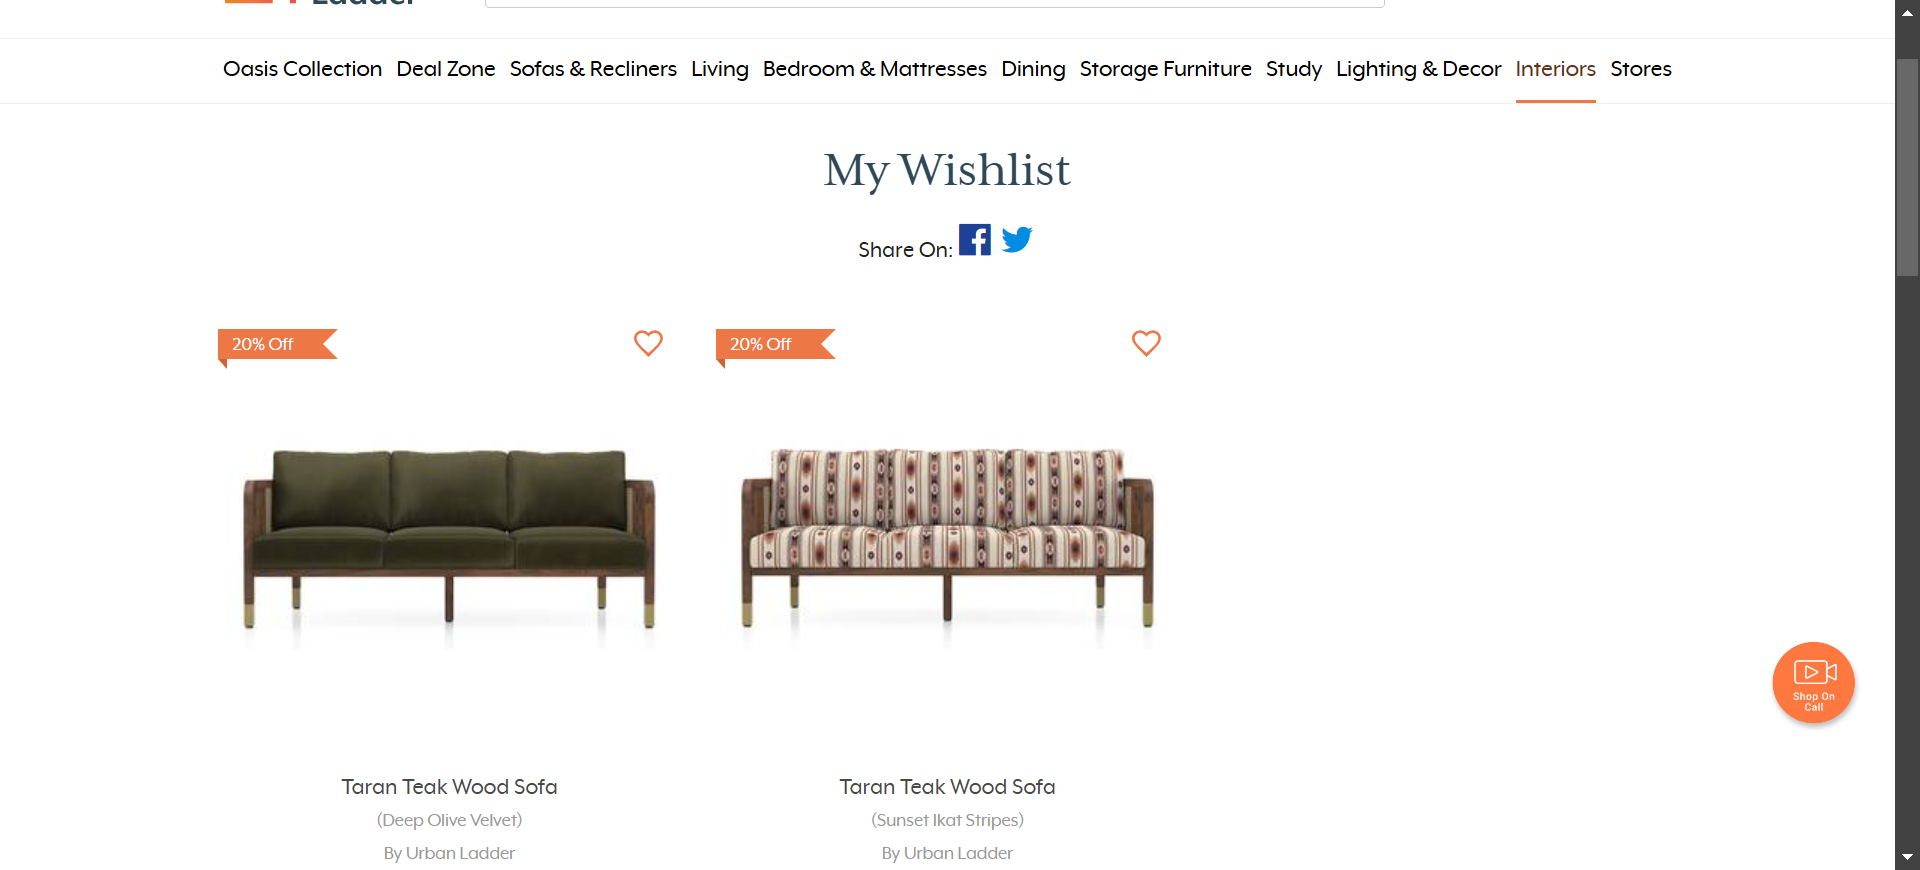 Ladder
Oasis Collection Deal Zone Sofas & Recliners Living Bedroom & Mattresses Dining Storage Furniture Study Lighting & Decor Interiors Stores
My Wishlist
Share On:
20% Off
20% Off
Taran Teak Wood Sofa
(Deep Olive Velvet)
By Urban Ladder
Taran Teak Wood Sofa
(Sunset Ikat Stripes)
By Urban Ladder
Shop On
Call